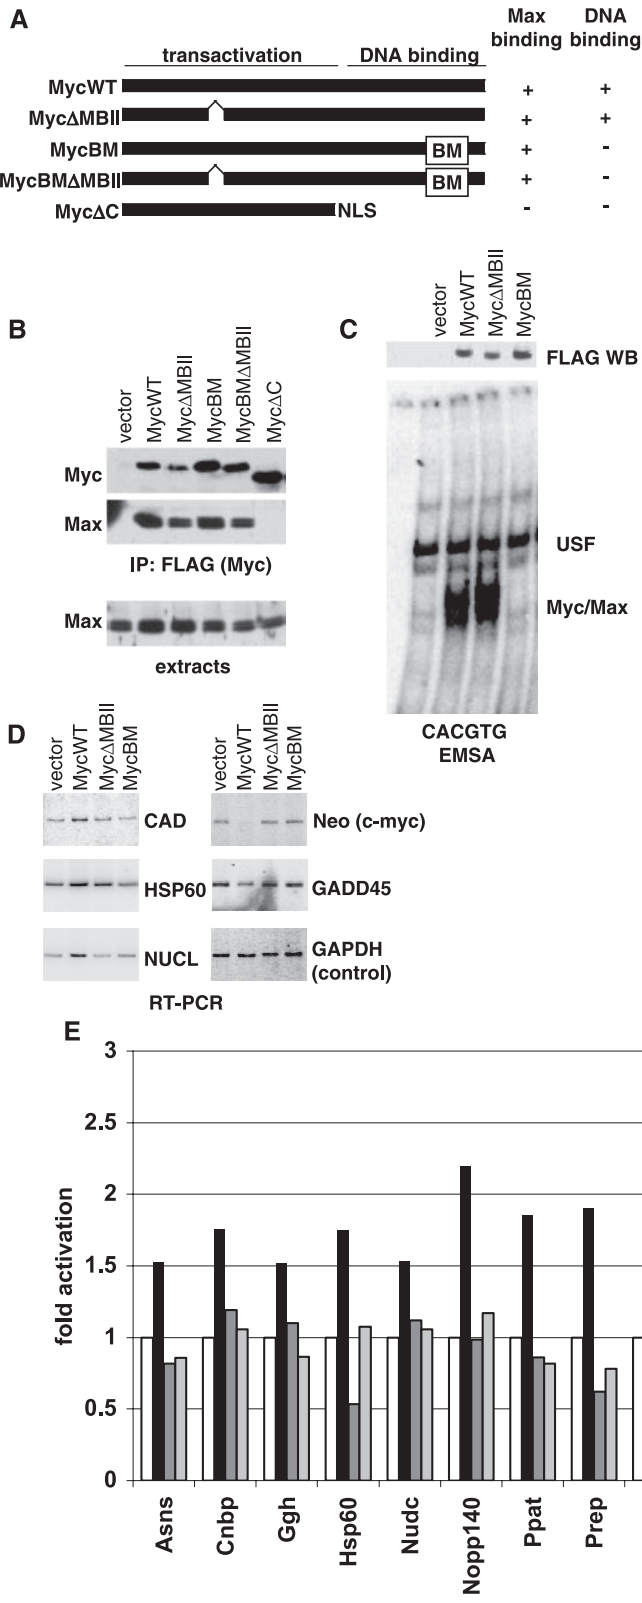 A
Max binding
DNA binding
transactivation
DNA binding
MycWT
+ +
MycΔMBII
+ +
MycBM
BM
+ -
MycBMΔMBII
BM
+ -
MycΔC
NLS
- -
B
vector
MycWT
MycΔMBII
MycBM
MycBMΔMBII
MycΔC
Myc
Max
IP: FLAG (Myc)
Max
extracts
C
vector
MycWT
MycΔMBII
MycBM
FLAG WB
USF
Myc/Max
CACGTG
EMSA
D
vector
MycWT
MycΔMBII
MycBM
vector
MycWT
MycΔMBII
MycBM
CAD
Neo (c-myc)
HSP60
GADD45
NUCL
GAPDH
(control)
RT-PCR
E
fold activation
3
2.5
2
1.5
1
0.5
0
Asns
Cnbp
Ggh
Hsp60
Nudc
Nopp140
Ppat
Prep